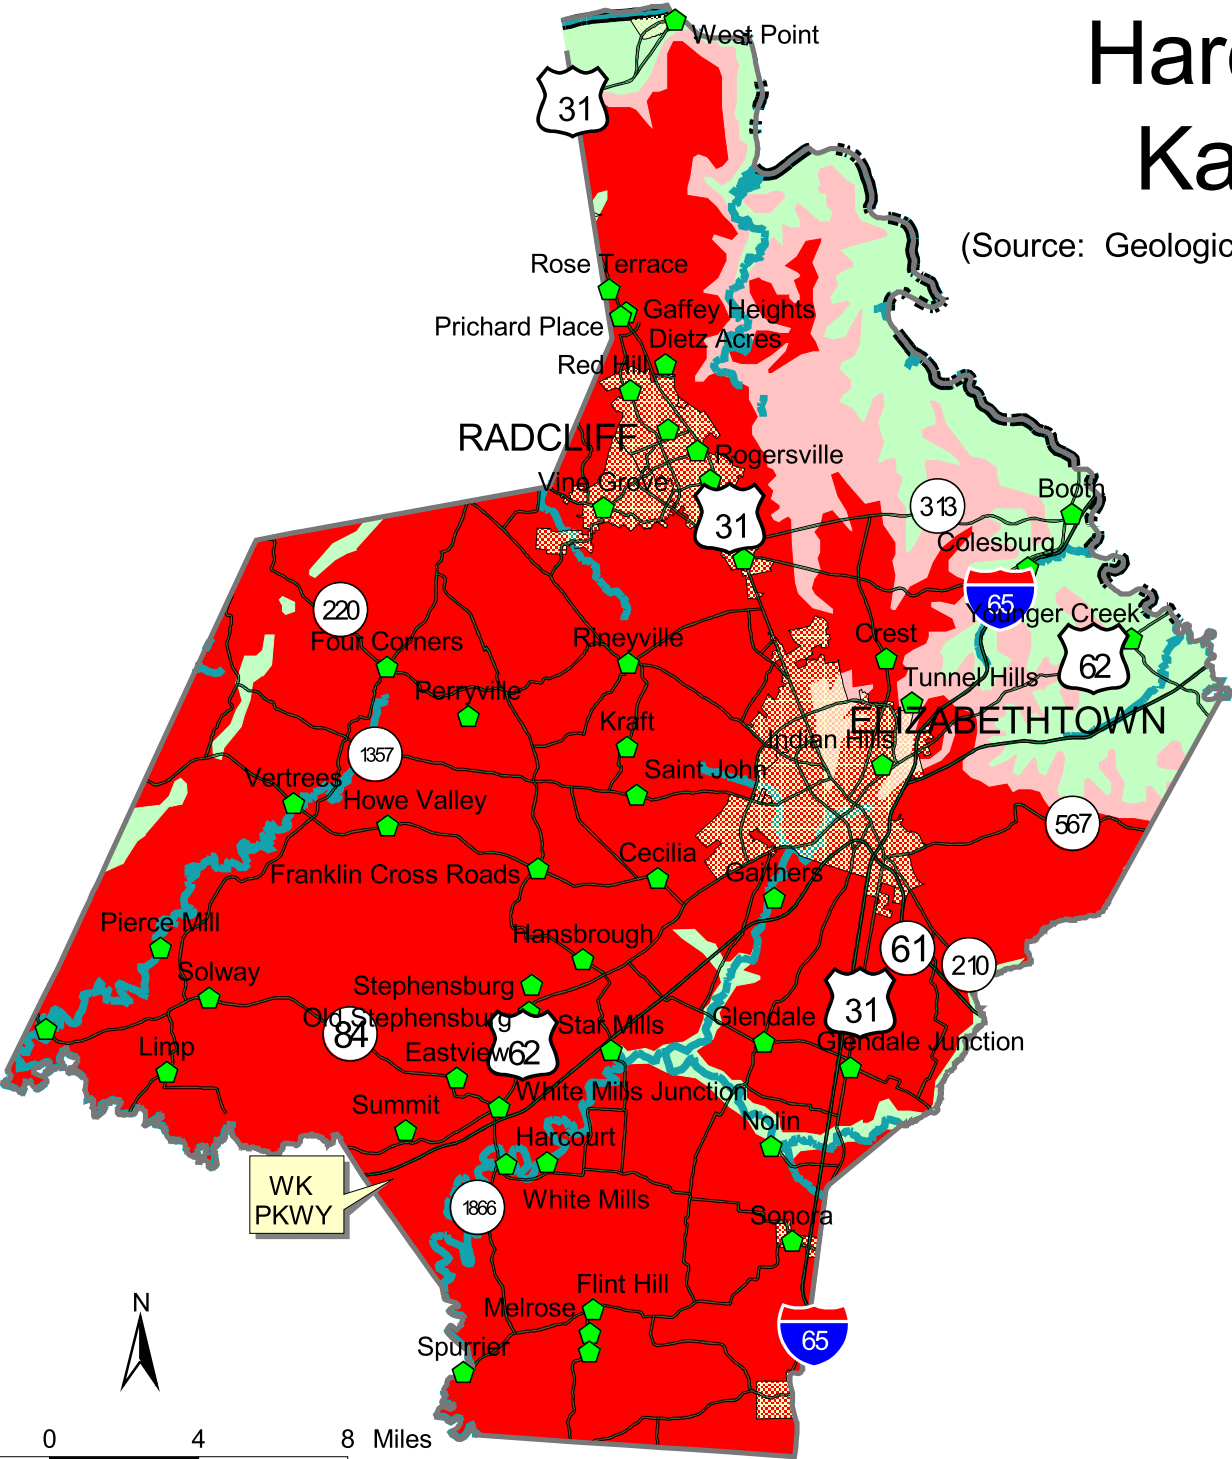 Hard
Ka
(Source: Geologic
West Point
31
Rose Terrace
Gaffey Heights
Prichard Place
Dietz Acres
Red Hill
RADCLIFF
Rogersville
Vine Grove
31
313
Booth
Colesburg
65
Younger Creek
220
Four Corners
Rineyville
Crest
62
Perryville
Tunnel Hills
Kraft
ELIZABETHTOWN
Indian Hills
1357
Saint John
Vertrees
Howe Valley
567
Cecilia
Franklin Cross Roads
Gaithers
Pierce Mill
Hansbrough
61
210
Solway
Stephensburg
31
Old Stephensburg
Star Mills
Glendale
84
62
Limp
Eastview
Glendale Junction
White Mills Junction
Summit
Nolin
Harcourt
WK
PKWY
White Mills
1866
Sonora
Flint Hill
N
Melrose
65
Spurrier
0 4 8 Miles